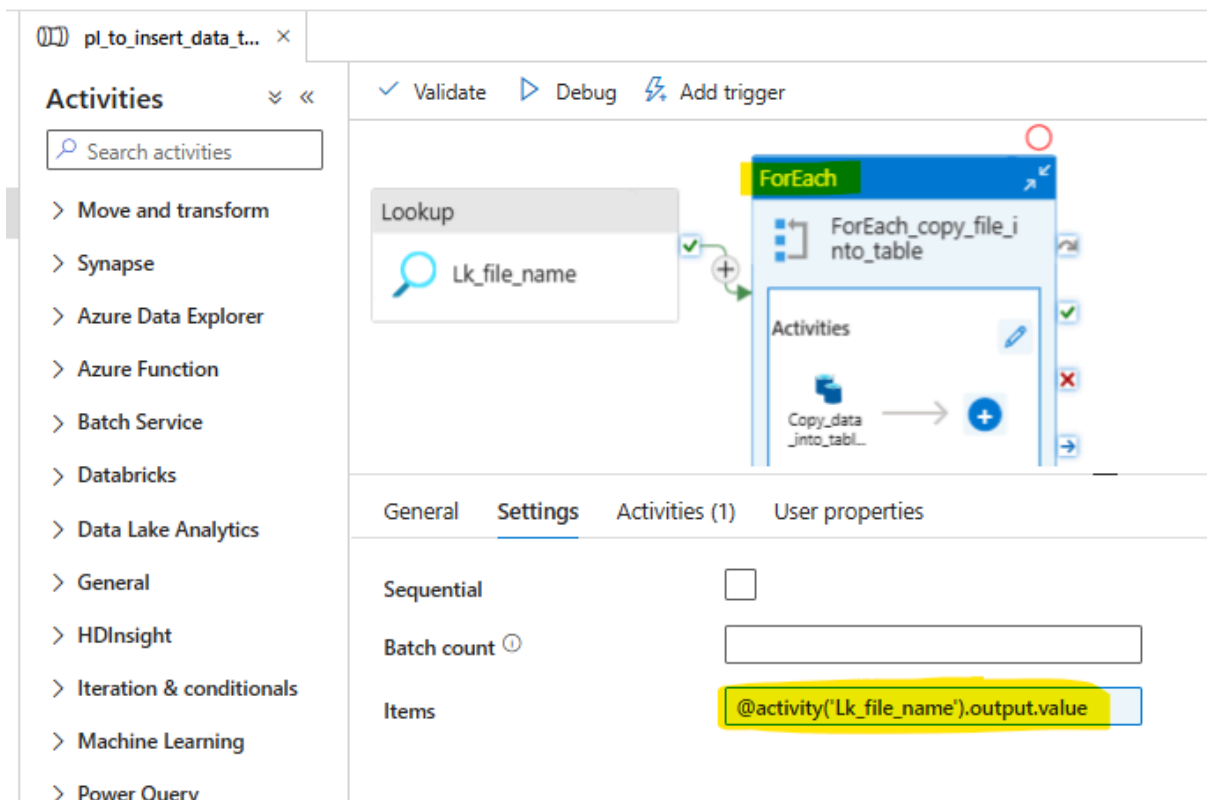 pl_to_insert_data_t...
Activities
Search activities
Move and transform
Synapse
Azure Data Explorer
Azure Function
Batch Service
Databricks
Data Lake Analytics
General
HDInsight
Iteration & conditionals
Machine Learning
Power Query
Validate
Debug
Add trigger
Lookup
Lk_file_name
ForEach
ForEach_copy_file_i
nto_table
Activities
Copy_data
_into_tabl...
General
Settings
Activities (1)
User properties
Sequential
Batch count
Items
@activity('Lk_file_name').output.value